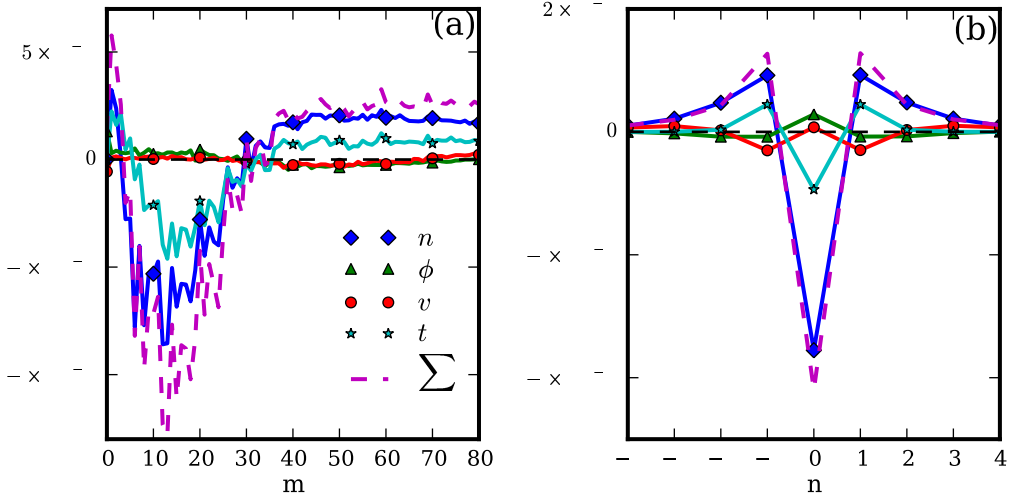 (a)
5 × ⁻
0
− × ⁻
− × ⁻
0 10 20 30 40 50 60 70 80
m
n
ϕ
v
t
∑
(b)
2 × ⁻
0
− × ⁻
− × ⁻
− − − − 0 1 2 3 4
n